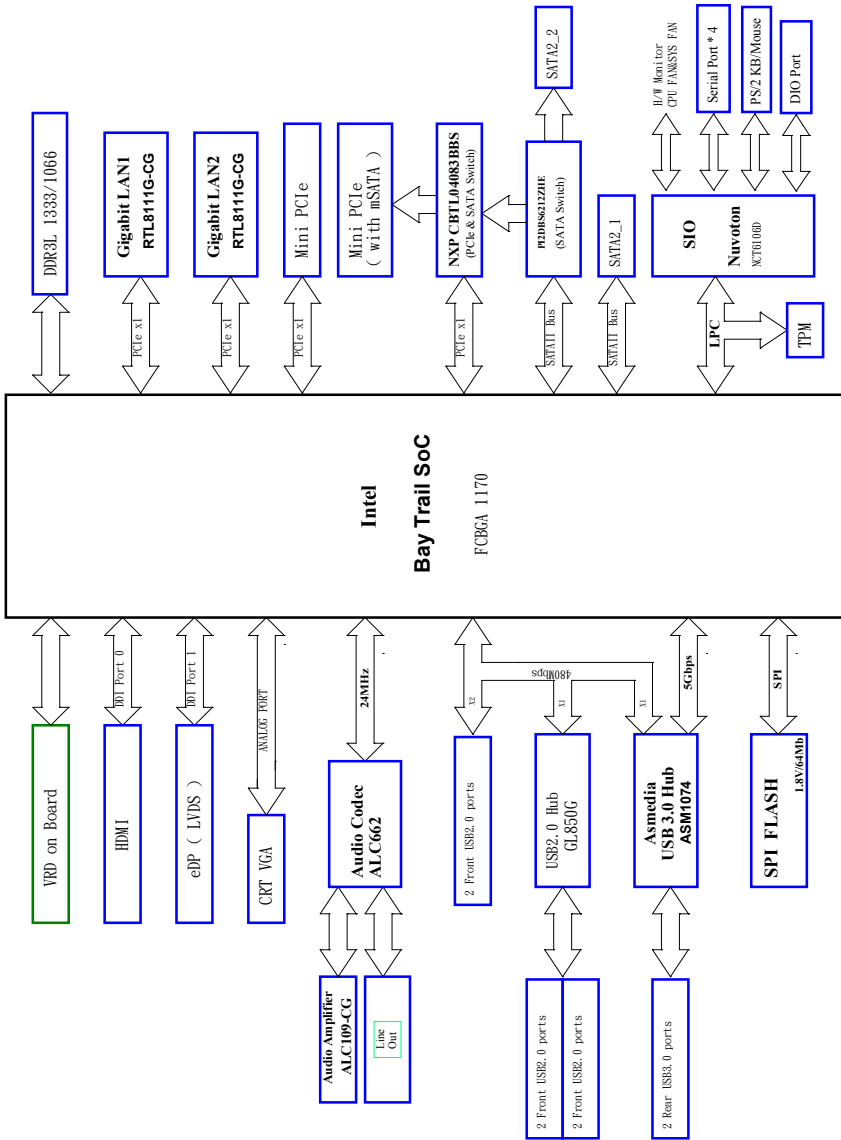 VRD on Board
HDMI
eDP ( LVDS )
CRT VGA
Audio Codec
ALC662
Audio Amplifier
ALC109-CG
Line
Out
2 Front USB2.0 ports
USB2.0 Hub
GL850G
2 Front USB2.0 ports
2 Front USB2.0 ports
Asmedia
USB 3.0 Hub
ASM1074
2 Rear USB3.0 ports
SPI FLASH
1.8V/64Mb
DDI Port 0
DDI Port 1
ANALOG PORT
24MHz
X2
480Mbps
X1
X1
5Gbps
SPI
Intel
Bay Trail SoC
FCBGA 1170
PCIe x1
PCIe x1
PCIe x1
PCIe x1
SATAII Bus
SATAII Bus
LPC
DDR3L 1333/1066
Gigabit LAN1
RTL8111G-CG
Gigabit LAN2
RTL8111G-CG
Mini PCIe
Mini PCIe
( with mSATA )
NXP CBTL04083BBS
(PCIe & SATA Switch)
PI2DBS6212ZHE
(SATA Switch)
SATA2_2
SATA2_1
SIO
Nuvoton
NCT6106D
TPM
H/W Monitor
CPU FAN&SYS FAN
Serial Port * 4
PS/2 KB/Mouse
DIO Port